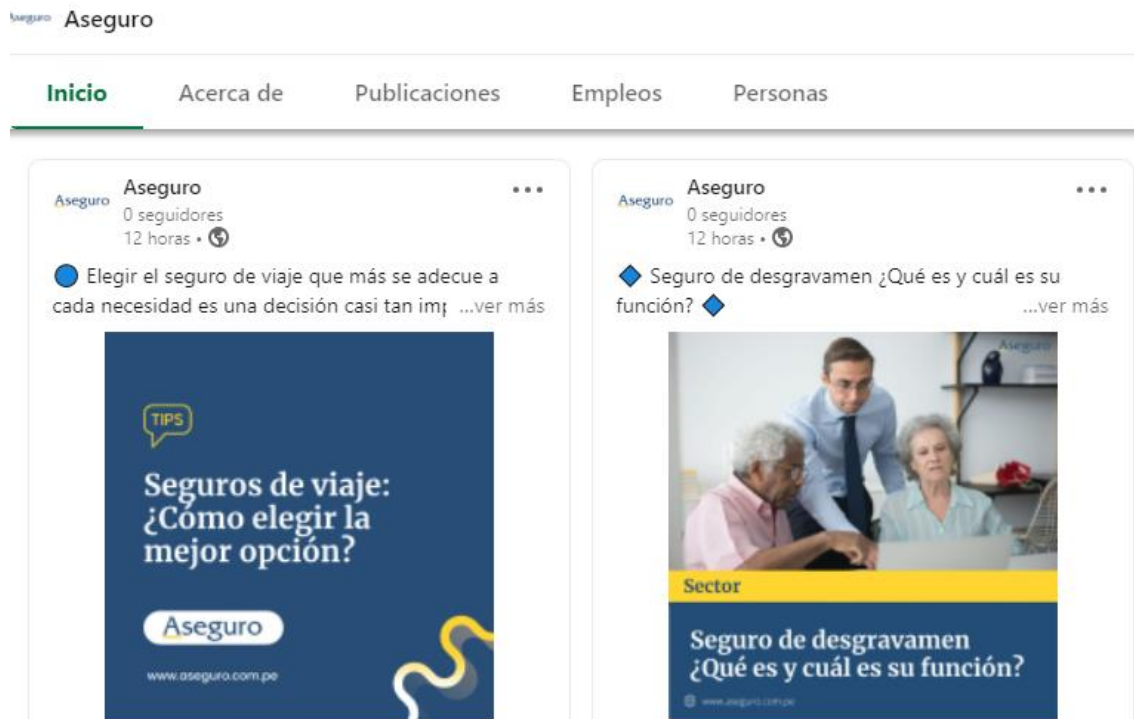 Aseguro Aseguro
Inicio Acerca de Publicaciones Empleos Personas
Aseguro
Aseguro
0 seguidores
12 horas •
Elegir el seguro de viaje que más se adecue a
cada necesidad es una decisión casi tan ...ver más
TIPS
Seguros de viaje:
¿Cómo elegir la
mejor opción?
Aseguro
www.aseguro.com.pe
Aseguro
Aseguro
0 seguidores
12 horas •
Seguro de desgravamen ¿Qué es y cuál es su
función? ...ver más
Aseguro
Sector
Seguro de desgravamen
¿Qué es y cuál es su función?
www.aseguro.com.pe